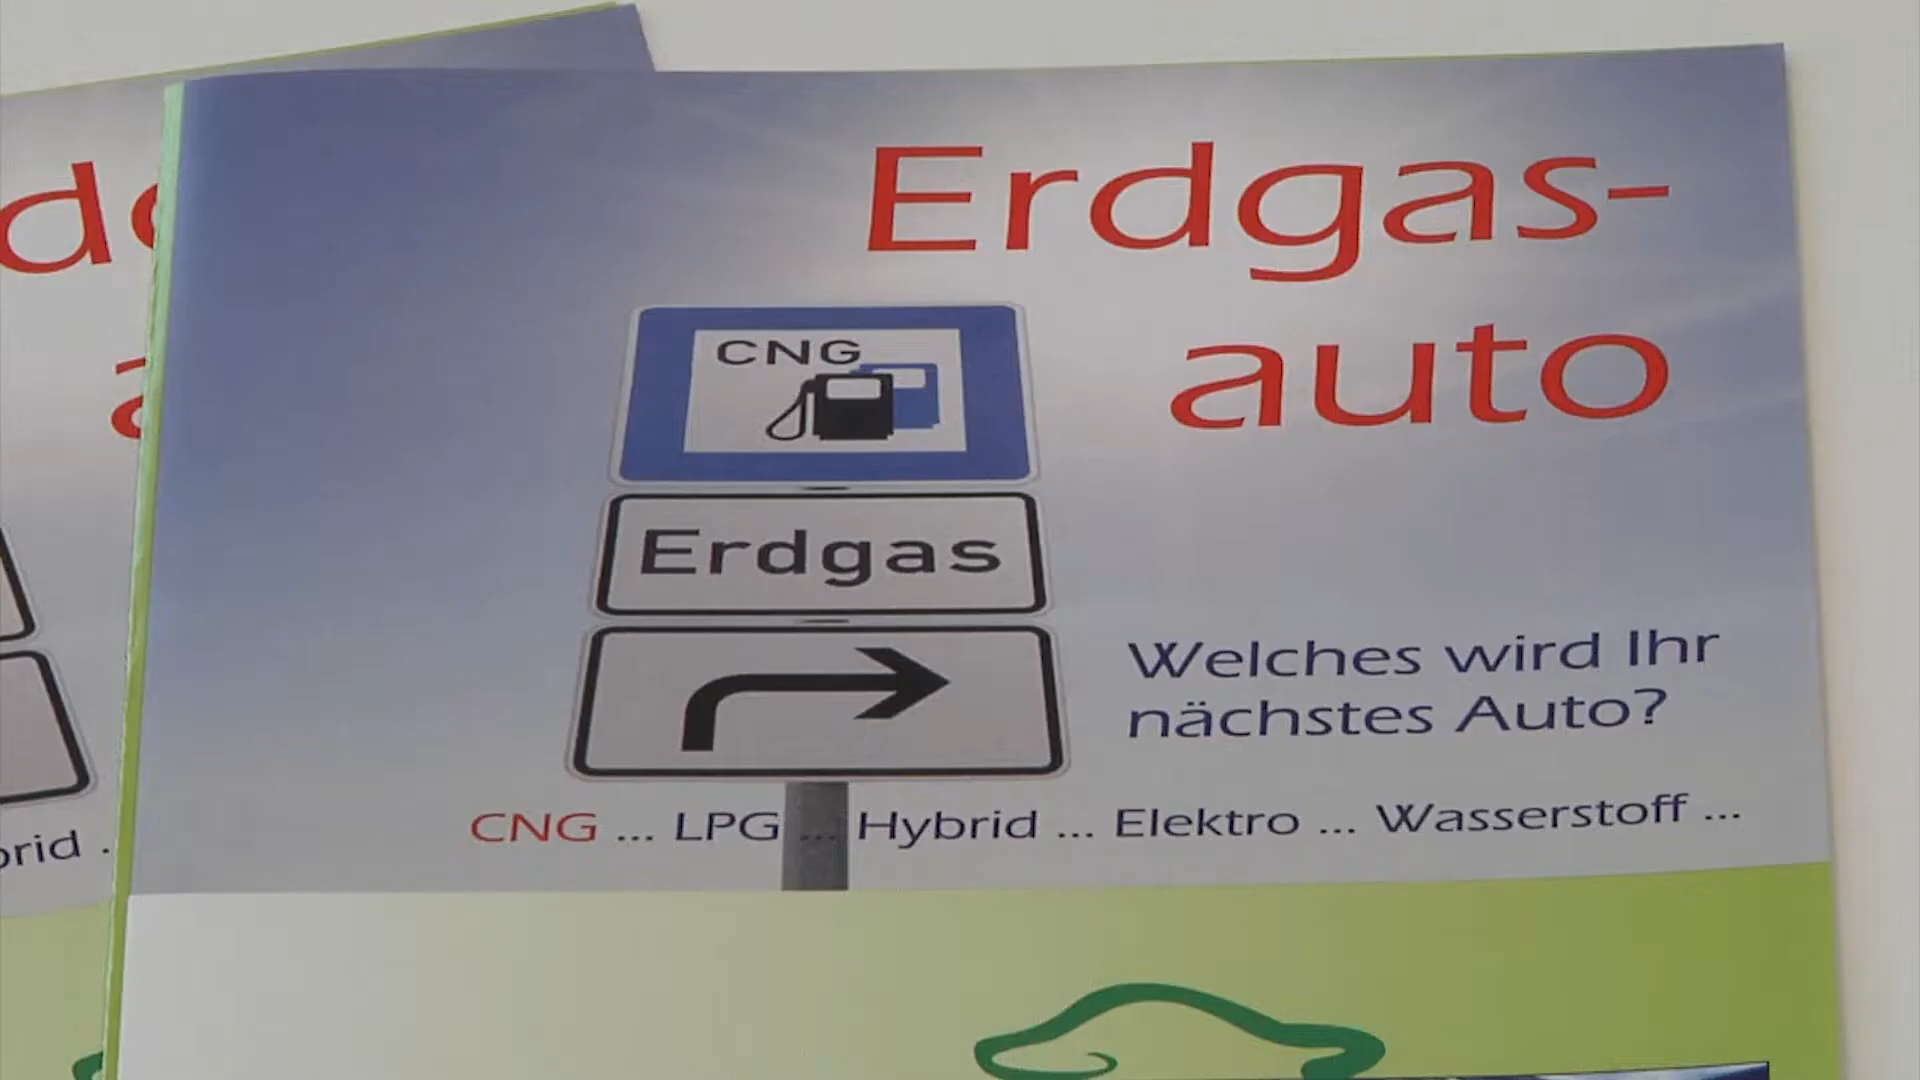 Erdgas-
auto
CNG
Erdgas
Welches wird Ihr
nächstes Auto?
CNG ... LPG ... Hybrid ... Elektro ... Wasserstoff ...